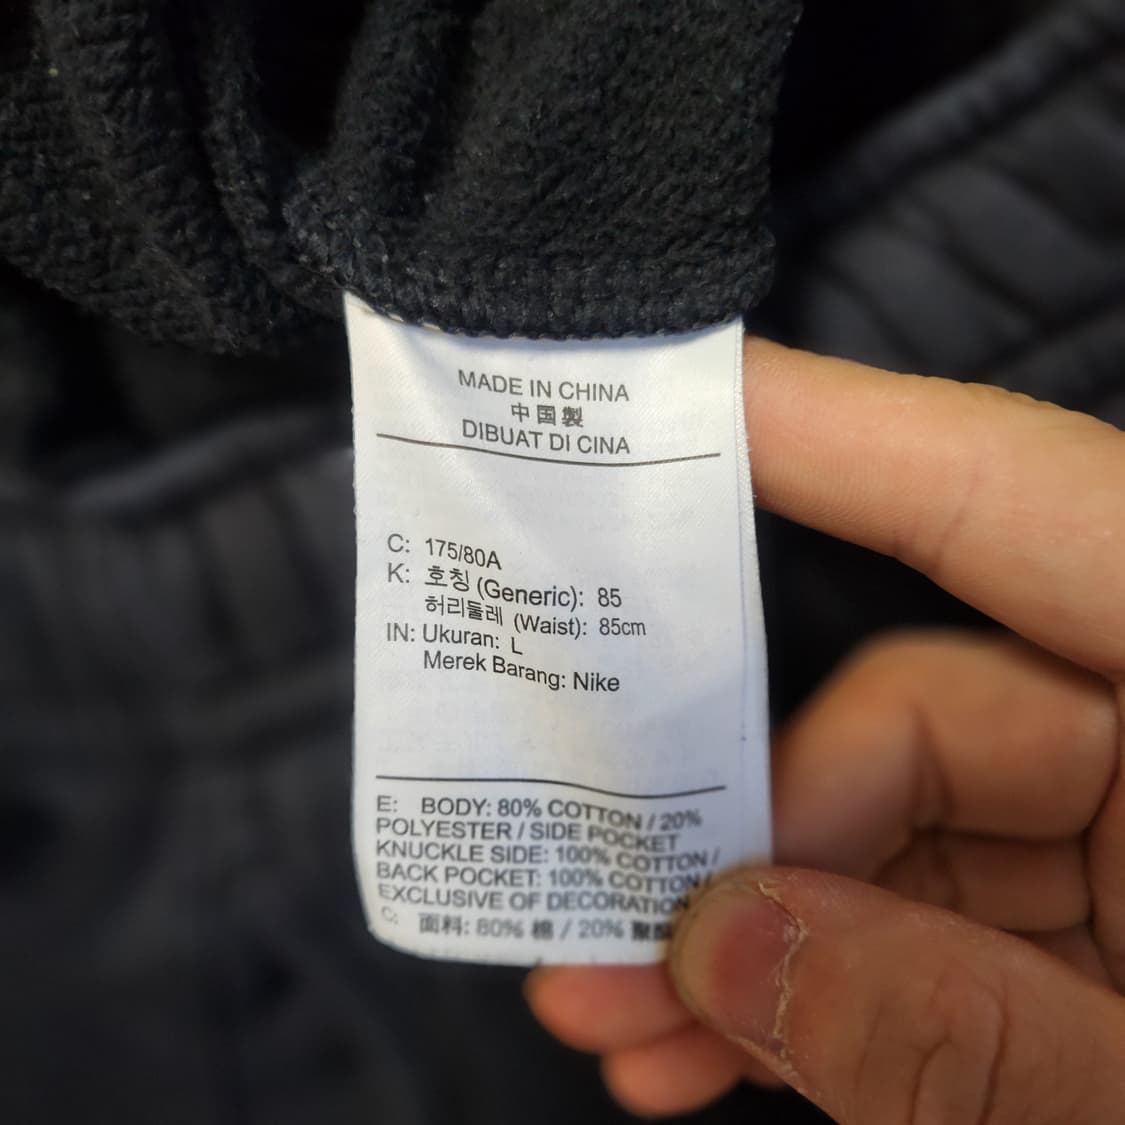 MADE IN CHINA
中国製
DIBUAT DI CINA
C: 175/80A
K: 호칭 (Generic): 85
허리둘레 (Waist): 85cm
IN: Ukuran: L
Merek Barang: Nike
E: BODY: 80% COTTON / 20%
POLYESTER / SIDE POCKET
KNUCKLE SIDE: 100% COTTON /
BACK POCKET: 100% COTTON /
EXCLUSIVE OF DECORATION
C: 面料: 80% 棉 / 20% 聚酯